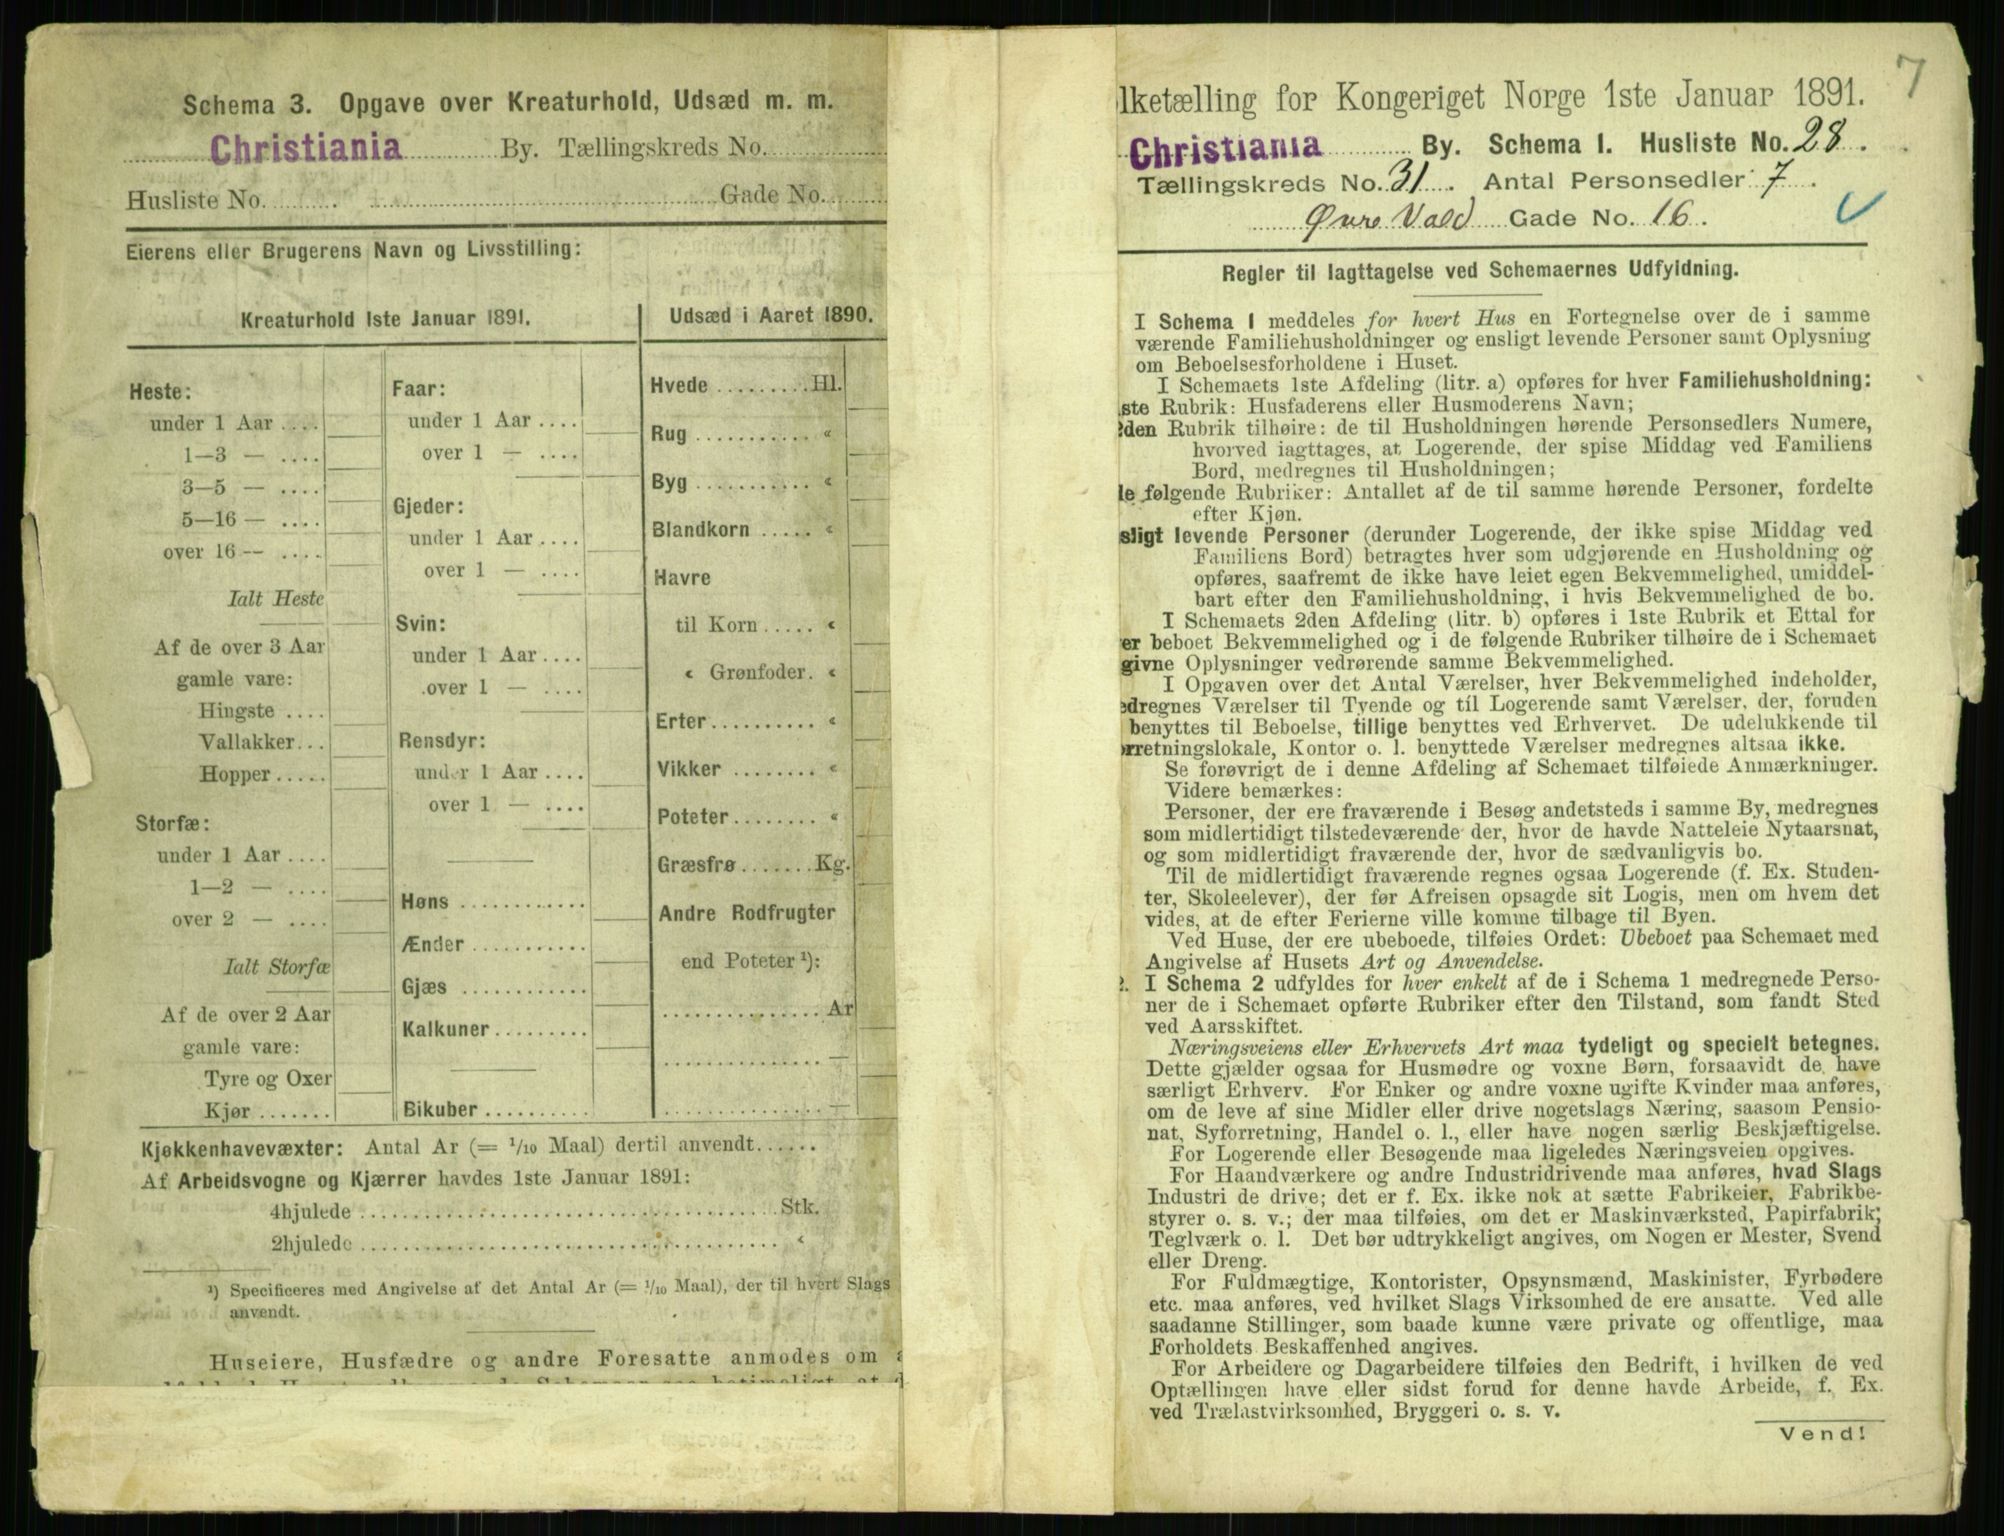 Schema 3. Opgave over Kreaturhold, Udsæd m. m.
Christiania By. Tællingskreds No.
Husliste No. Gade No.
Eierens eller Brugerens Navn og Livsstilling:
Kreaturhold 1ste Januar 1891.
Heste:
under 1 Aar ....
1—3 — ....
3—5 — ....
5—16 — ....
over 16 — ....
Ialt Heste
Af de over 3 Aar
gamle vare:
Hingste ....
Vallakker...
Hopper.....
Storfæ:
under 1 Aar ....
1—2 — ....
over 2 — ....
Ialt Storfæ
Af de over 2 Aar
gamle vare:
Tyre og Oxer
Kjør.......
Faar:
under 1 Aar ....
over 1 — ....
Gjeder:
under 1 Aar ....
over 1 — ....
Svin:
under 1 Aar ....
over 1 — ....
Rensdyr:
under 1 Aar ....
over 1 — ....
Høns ............
Ænder ...........
Gjæs ............
Kalkuner.........
Bikuber ..........
Udsæd i Aaret 1890.
Hvede .........Hl.
Rug ........... «
Byg ........... «
Blandkorn ..... «
Havre
til Korn..... «
« Grønfoder. «
Erter.......... «
Vikker ........ «
Poteter........ «
Græsfrø.......Kg.
Andre Rodfrugter
end Poteter ¹):
...............Ar
............... —
............... —
Kjøkkenhavevæxter: Antal Ar (= 1/10 Maal) dertil anvendt......
Af Arbeidsvogne og Kjærrer havdes 1ste Januar 1891:
4hjulede ........................................Stk.
2hjulede ........................................ «
¹) Specificeres med Angivelse af det Antal Ar (= 1/10 Maal), der til hvert Slags
anvendt.
Huseiere, Husfædre og andre Foresatte anmodes om
7
lketælling for Kongeriget Norge 1ste Januar 1891.
Christiania By. Schema I. Husliste No. 28.
Tællingskreds No. 31. Antal Personsedler 7.
Øvre Vold Gade No. 16.
Regler til Iagttagelse ved Schemaernes Udfyldning.
I Schema 1 meddeles for hvert Hus en Fortegnelse over de i samme
værende Familiehusholdninger og ensligt levende Personer samt Oplysning
om Beboelsesforholdene i Huset.
I Schemaets 1ste Afdeling (litr. a) opføres for hver Familiehusholdning:
ste Rubrik: Husfaderens eller Husmoderens Navn;
den Rubrik tilhøire: de til Husholdningen hørende Personsedlers Numere,
hvorved iagttages, at Logerende, der spise Middag ved Familiens
Bord, medregnes til Husholdningen;
le følgende Rubriker: Antallet af de til samme hørende Personer, fordelte
efter Kjøn.
sligt levende Personer (derunder Logerende, der ikke spise Middag ved
Familiens Bord) betragtes hver som udgjørende en Husholdning og
opføres, saafremt de ikke have leiet egen Bekvemmelighed, umiddel-
bart efter den Familiehusholdning, i hvis Bekvemmelighed de bo.
I Schemaets 2den Afdeling (litr. b) opføres i 1ste Rubrik et Ettal for
er beboet Bekvemmelighed og i de følgende Rubriker tilhøire de i Schemaet
givne Oplysninger vedrørende samme Bekvemmelighed.
I Opgaven over det Antal Værelser, hver Bekvemmelighed indeholder,
edregnes Værelser til Tyende og til Logerende samt Værelser, der, foruden
benyttes til Beboelse, tillige benyttes ved Erhvervet. De udelukkende til
rretningslokale, Kontor o. l. benyttede Værelser medregnes altsaa ikke.
Se forøvrigt de i denne Afdeling af Schemaet tilføiede Anmærkninger.
Videre bemærkes:
Personer, der ere fraværende i Besøg andetsteds i samme By, medregnes
som midlertidigt tilstedeværende der, hvor de havde Natteleie Nytaarsnat,
og som midlertidigt fraværende der, hvor de sædvanligvis bo.
Til de midlertidigt fraværende regnes ogsaa Logerende (f. Ex. Studen-
ter, Skoleelever), der før Afreisen opsagde sit Logis, men om hvem det
vides, at de efter Ferierne ville komme tilbage til Byen.
Ved Huse, der ere ubeboede, tilføies Ordet: Ubeboet paa Schemaet med
Angivelse af Husets Art og Anvendelse.
2. I Schema 2 udfyldes for hver enkelt af de i Schema 1 medregnede Perso-
ner de i Schemaet opførte Rubriker efter den Tilstand, som fandt Sted
ved Aarsskiftet.
Næringsveiens eller Erhvervets Art maa tydeligt og specielt betegnes.
Dette gjælder ogsaa for Husmødre og voxne Børn, forsaavidt de have
særligt Erhverv. For Enker og andre voxne ugifte Kvinder maa anføres,
om de leve af sine Midler eller drive nogetslags Næring, saasom Pensio-
nat, Syforretning, Handel o. l., eller have nogen særlig Beskjæftigelse.
For Logerende eller Besøgende maa ligeledes Næringsveien opgives.
For Haandværkere og andre Industridrivende maa anføres, hvad Slags
Industri de drive; det er f. Ex. ikke nok at sætte Fabrikeier, Fabrikbe-
styrer o. s. v.; der maa tilføies, om det er Maskinværksted, Papirfabrik,
Teglværk o. l. Det bør udtrykkeligt angives, om Nogen er Mester, Svend
eller Dreng.
For Fuldmægtige, Kontorister, Opsynsmænd, Maskinister, Fyrbødere
etc. maa anføres, ved hvilket Slags Virksomhed de ere ansatte. Ved alle
saadanne Stillinger, som baade kunne være private og offentlige, maa
Forholdets Beskaffenhed angives.
For Arbeidere og Dagarbeidere tilføies den Bedrift, i hvilken de ved
Optællingen have eller sidst forud for denne havde Arbeide, f. Ex.
ved Trælastvirksomhed, Bryggeri o. s. v.
Vend!